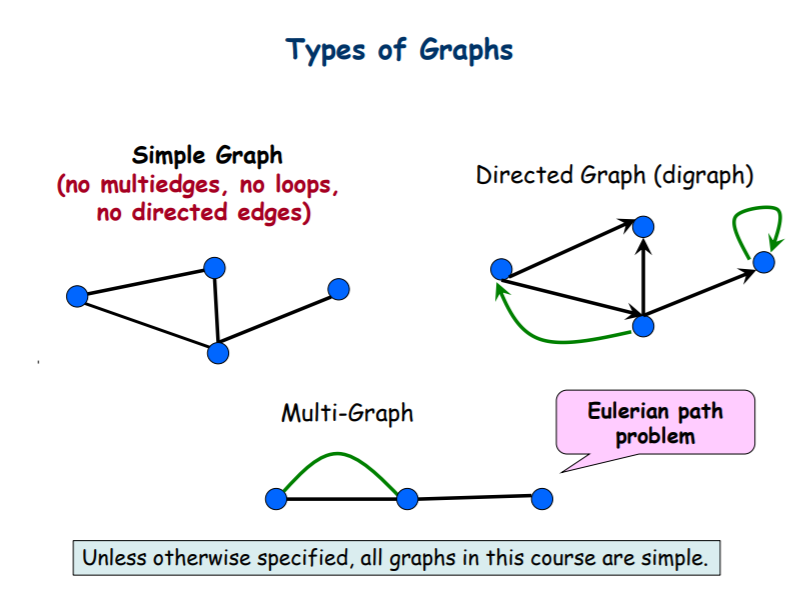 Types of Graphs
Simple Graph
(no multiedges, no loops,
no directed edges)
Directed Graph (digraph)
Multi-Graph
Eulerian path
problem
Unless otherwise specified, all graphs in this course are simple.